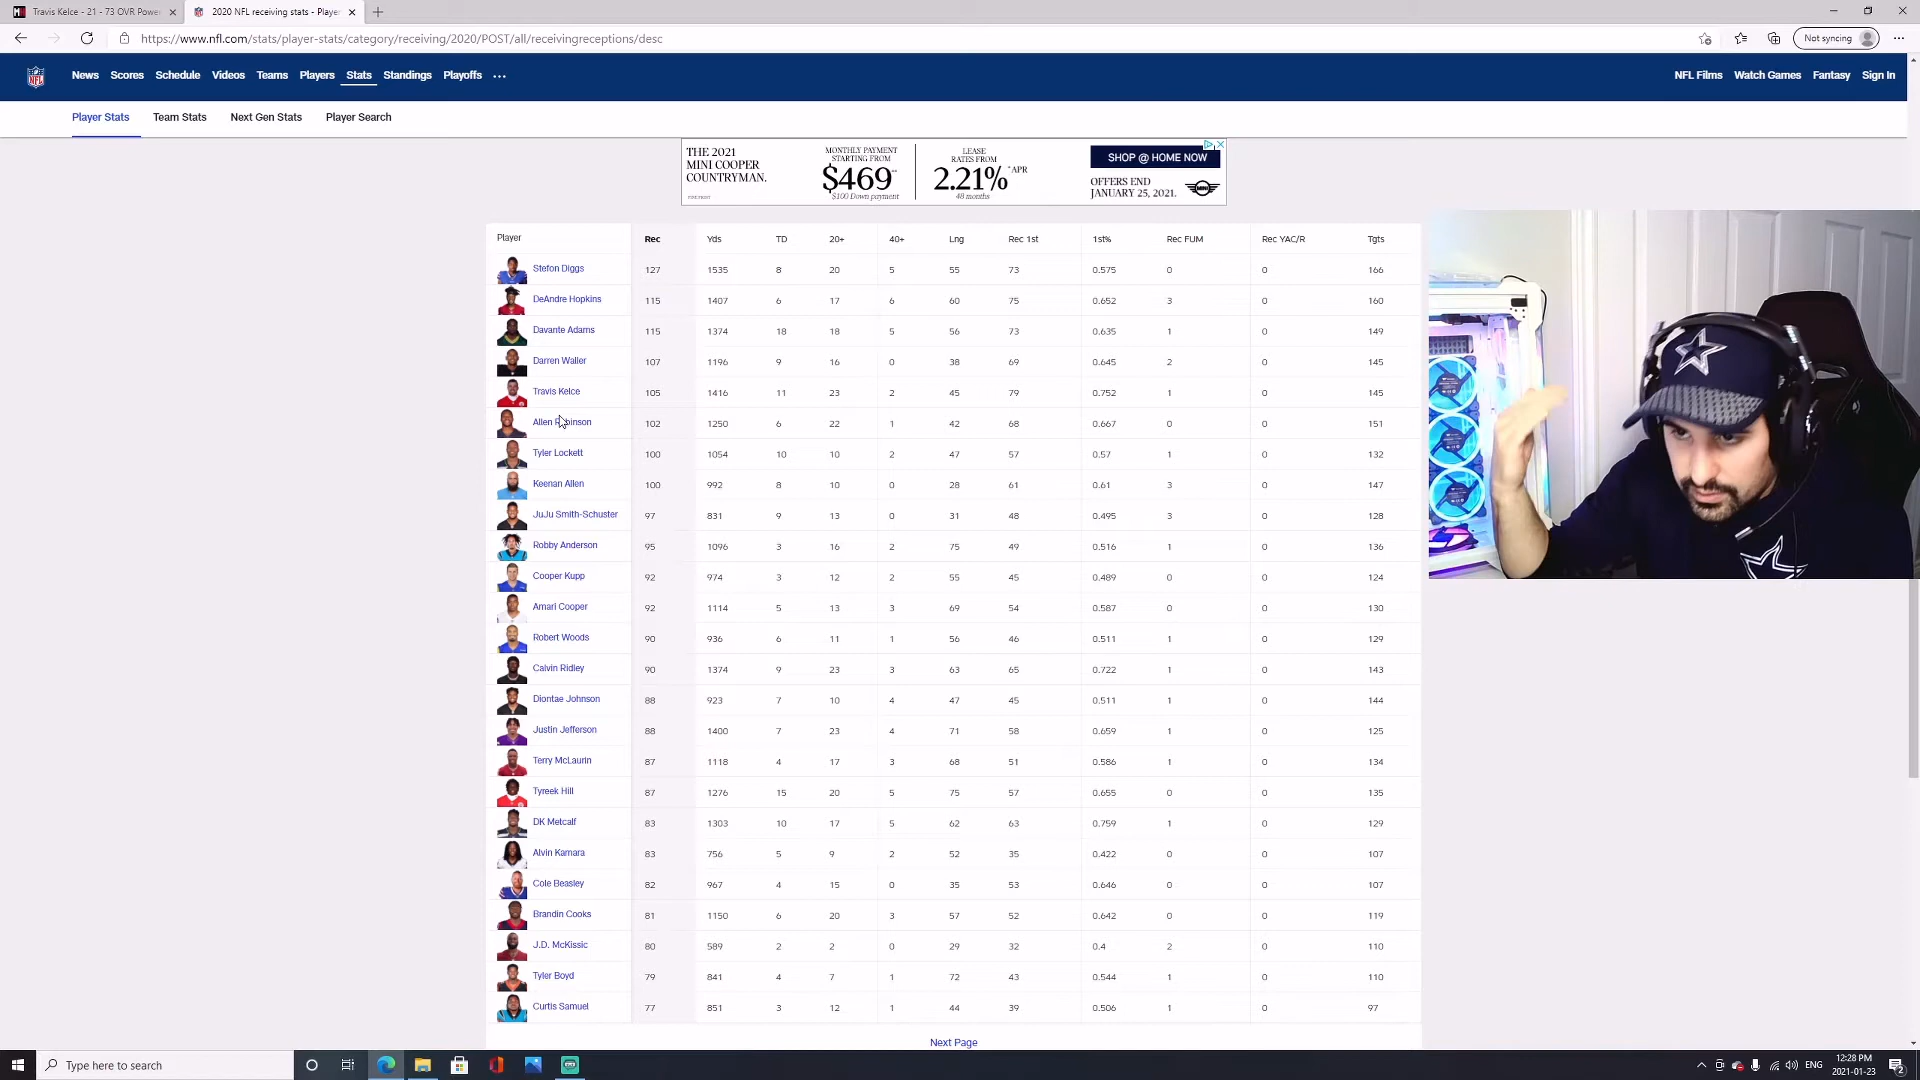 Travis Kelce - 21 - 73 OVR Power
2020 NFL receiving stats - Player
https://www.nfl.com/stats/player-stats/category/receiving/2020/POST/all/receivingreceptions/desc
Not syncing
NFL
News Scores Schedule Videos Teams Players Stats Standings Playoffs ...
NFL Films Watch Games Fantasy Sign In
Player Stats Team Stats Next Gen Stats Player Search
THE 2021
MINI COOPER
COUNTRYMAN.
MONTHLY PAYMENT
STARTING FROM
$469
$100 Down payment
LEASE
RATES FROM
2.21% *APR
48 months
SHOP @ HOME NOW
OFFERS END
JANUARY 25, 2021.
MINI
Player Rec Yds TD 20+ 40+ Lng Rec 1st 1st% Rec FUM Rec YAC/R Tgts
Stefon Diggs 127 1535 8 20 5 55 73 0.575 0 0 166
DeAndre Hopkins 115 1407 6 17 6 60 75 0.652 3 0 160
Davante Adams 115 1374 18 18 5 56 73 0.635 1 0 149
Darren Waller 107 1196 9 16 0 38 69 0.645 2 0 145
Travis Kelce 105 1416 11 23 2 45 79 0.752 1 0 145
Allen Robinson 102 1250 6 22 1 42 68 0.667 0 0 151
Tyler Lockett 100 1054 10 10 2 47 57 0.57 1 0 132
Keenan Allen 100 992 8 10 0 28 61 0.61 3 0 147
JuJu Smith-Schuster 97 831 9 13 0 31 48 0.495 3 0 128
Robby Anderson 95 1096 3 16 2 75 49 0.516 1 0 136
Cooper Kupp 92 974 3 12 2 55 45 0.489 0 0 124
Amari Cooper 92 1114 5 13 3 69 54 0.587 0 0 130
Robert Woods 90 936 6 11 1 56 46 0.511 1 0 129
Calvin Ridley 90 1374 9 23 3 63 65 0.722 1 0 143
Diontae Johnson 88 923 7 10 4 47 45 0.511 1 0 144
Justin Jefferson 88 1400 7 23 4 71 58 0.659 1 0 125
Terry McLaurin 87 1118 4 17 3 68 51 0.586 1 0 134
Tyreek Hill 87 1276 15 20 5 75 57 0.655 0 0 135
DK Metcalf 83 1303 10 17 5 62 63 0.759 1 0 129
Alvin Kamara 83 756 5 9 2 52 35 0.422 0 0 107
Cole Beasley 82 967 4 15 0 35 53 0.646 0 0 107
Brandin Cooks 81 1150 6 20 3 57 52 0.642 0 0 119
J.D. McKissic 80 589 2 2 0 29 32 0.4 2 0 110
Tyler Boyd 79 841 4 7 1 72 43 0.544 1 0 110
Curtis Samuel 77 851 3 12 1 44 39 0.506 1 0 97
Next Page
Type here to search
ENG
12:28 PM
2021-01-23
2